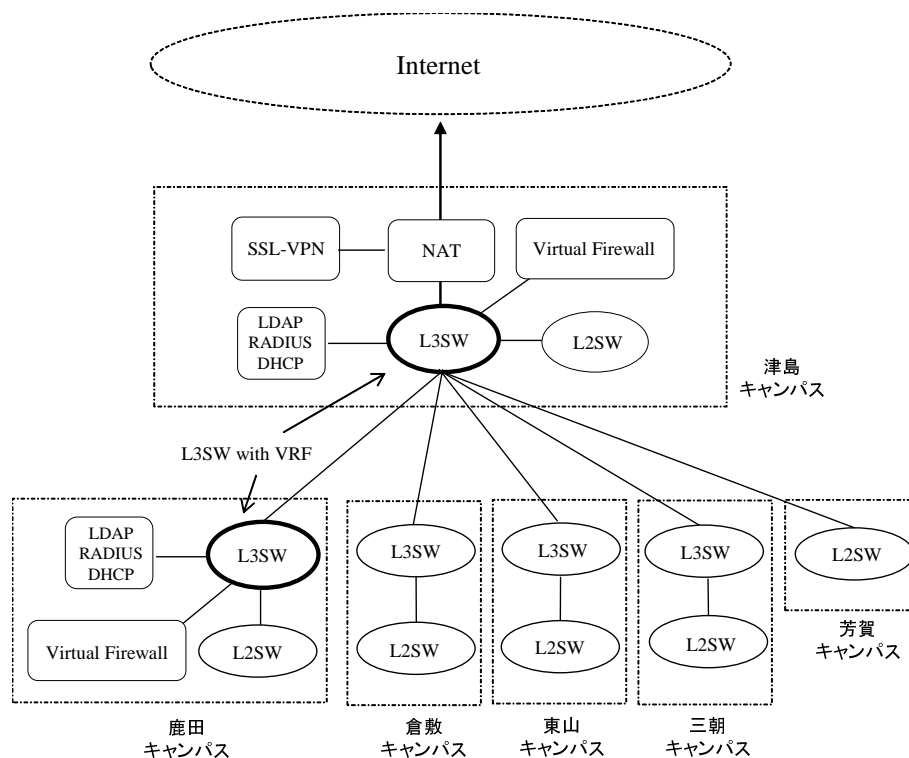 Internet
SSL-VPN
NAT
Virtual Firewall
LDAP
RADIUS
DHCP
L3SW
L2SW
津島
キャンパス
L3SW with VRF
LDAP
RADIUS
DHCP
L3SW
Virtual Firewall
L2SW
鹿田
キャンパス
L3SW
L2SW
倉敷
キャンパス
L3SW
L2SW
東山
キャンパス
L3SW
L2SW
三朝
キャンパス
L2SW
芳賀
キャンパス